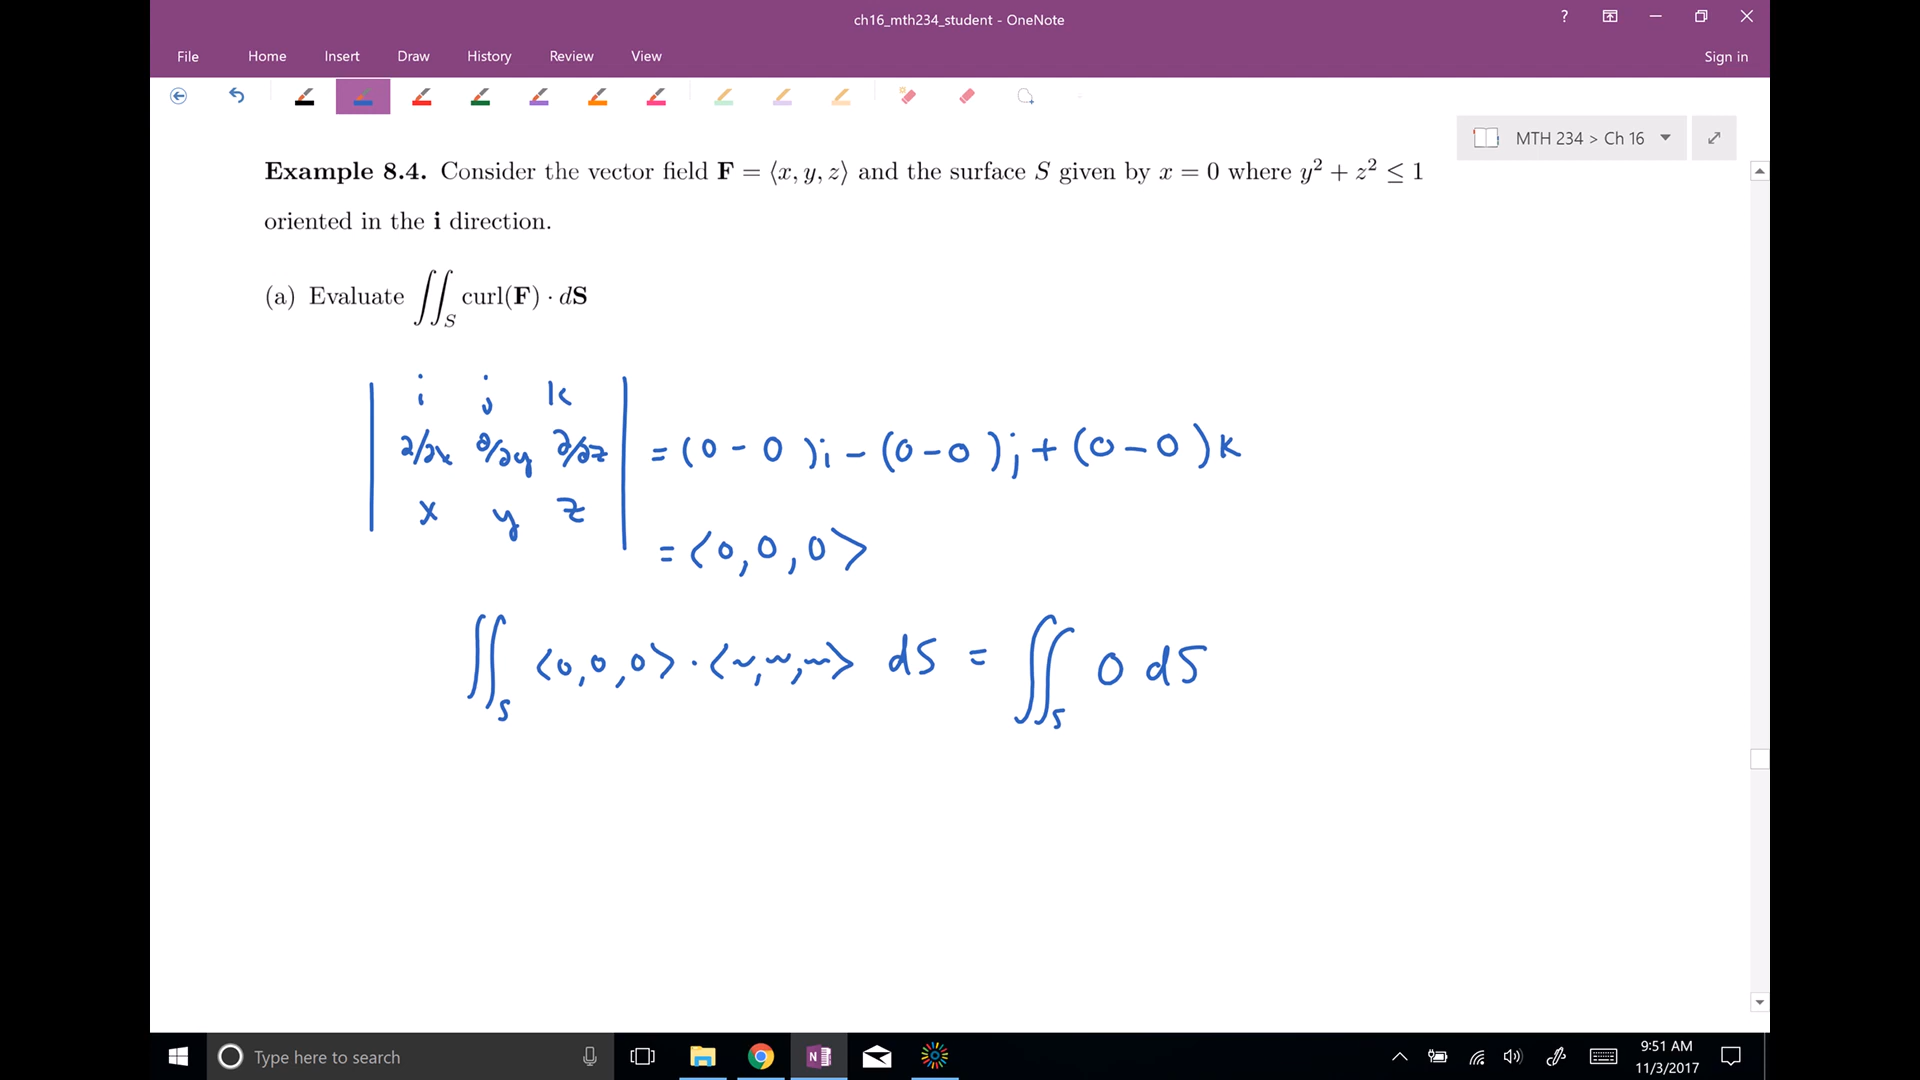 ch16_mth234_student - OneNote
?
File Home Insert Draw History Review View Sign in
MTH 234 > Ch 16
Example 8.4. Consider the vector field F = ⟨x, y, z⟩ and the surface S given by x = 0 where y² + z² ≤ 1
oriented in the i direction.
(a) Evaluate ∬_S curl(F) · dS
| i j k |
| ∂/∂x ∂/∂y ∂/∂z | = (0 - 0)i - (0 - 0)j + (0 - 0)k
| x y z |
= <0, 0, 0>
∬_S <0, 0, 0> · <~, ~, ~> dS = ∬_S 0 dS
Type here to search
9:51 AM
11/3/2017